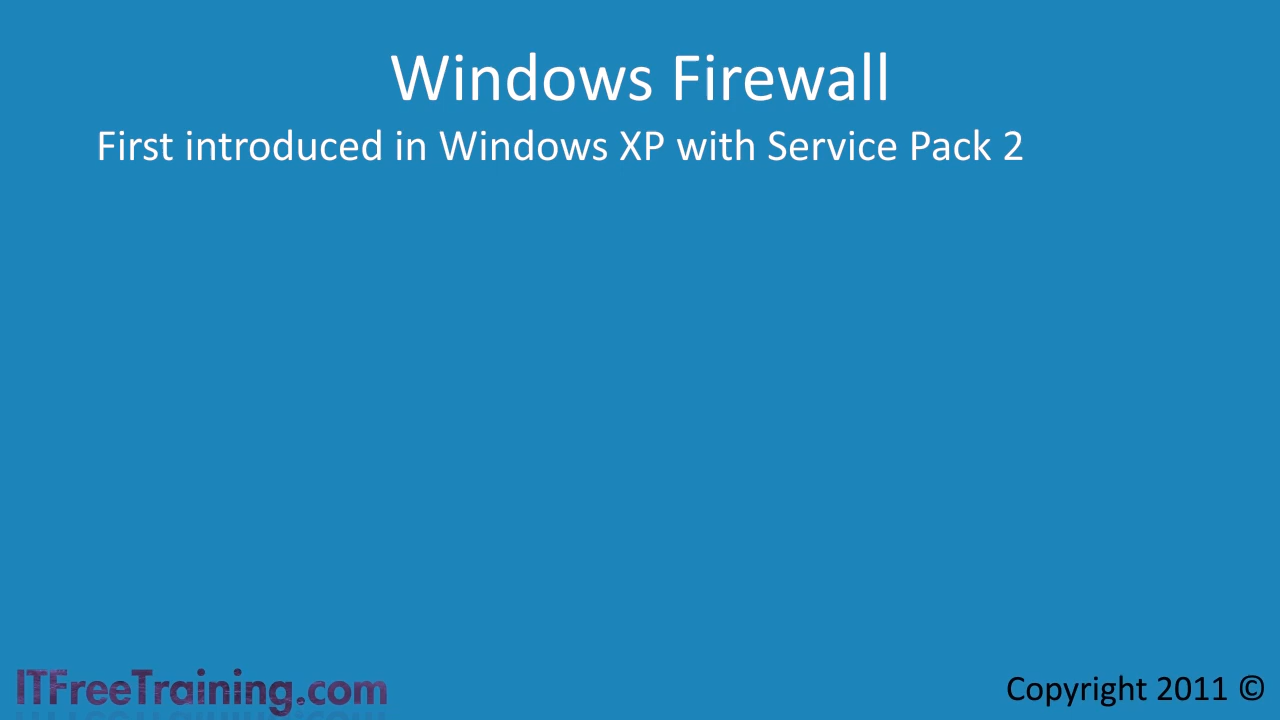 Windows Firewall
First introduced in Windows XP with Service Pack 2
ITFreeTraining.com
Copyright 2011 ©